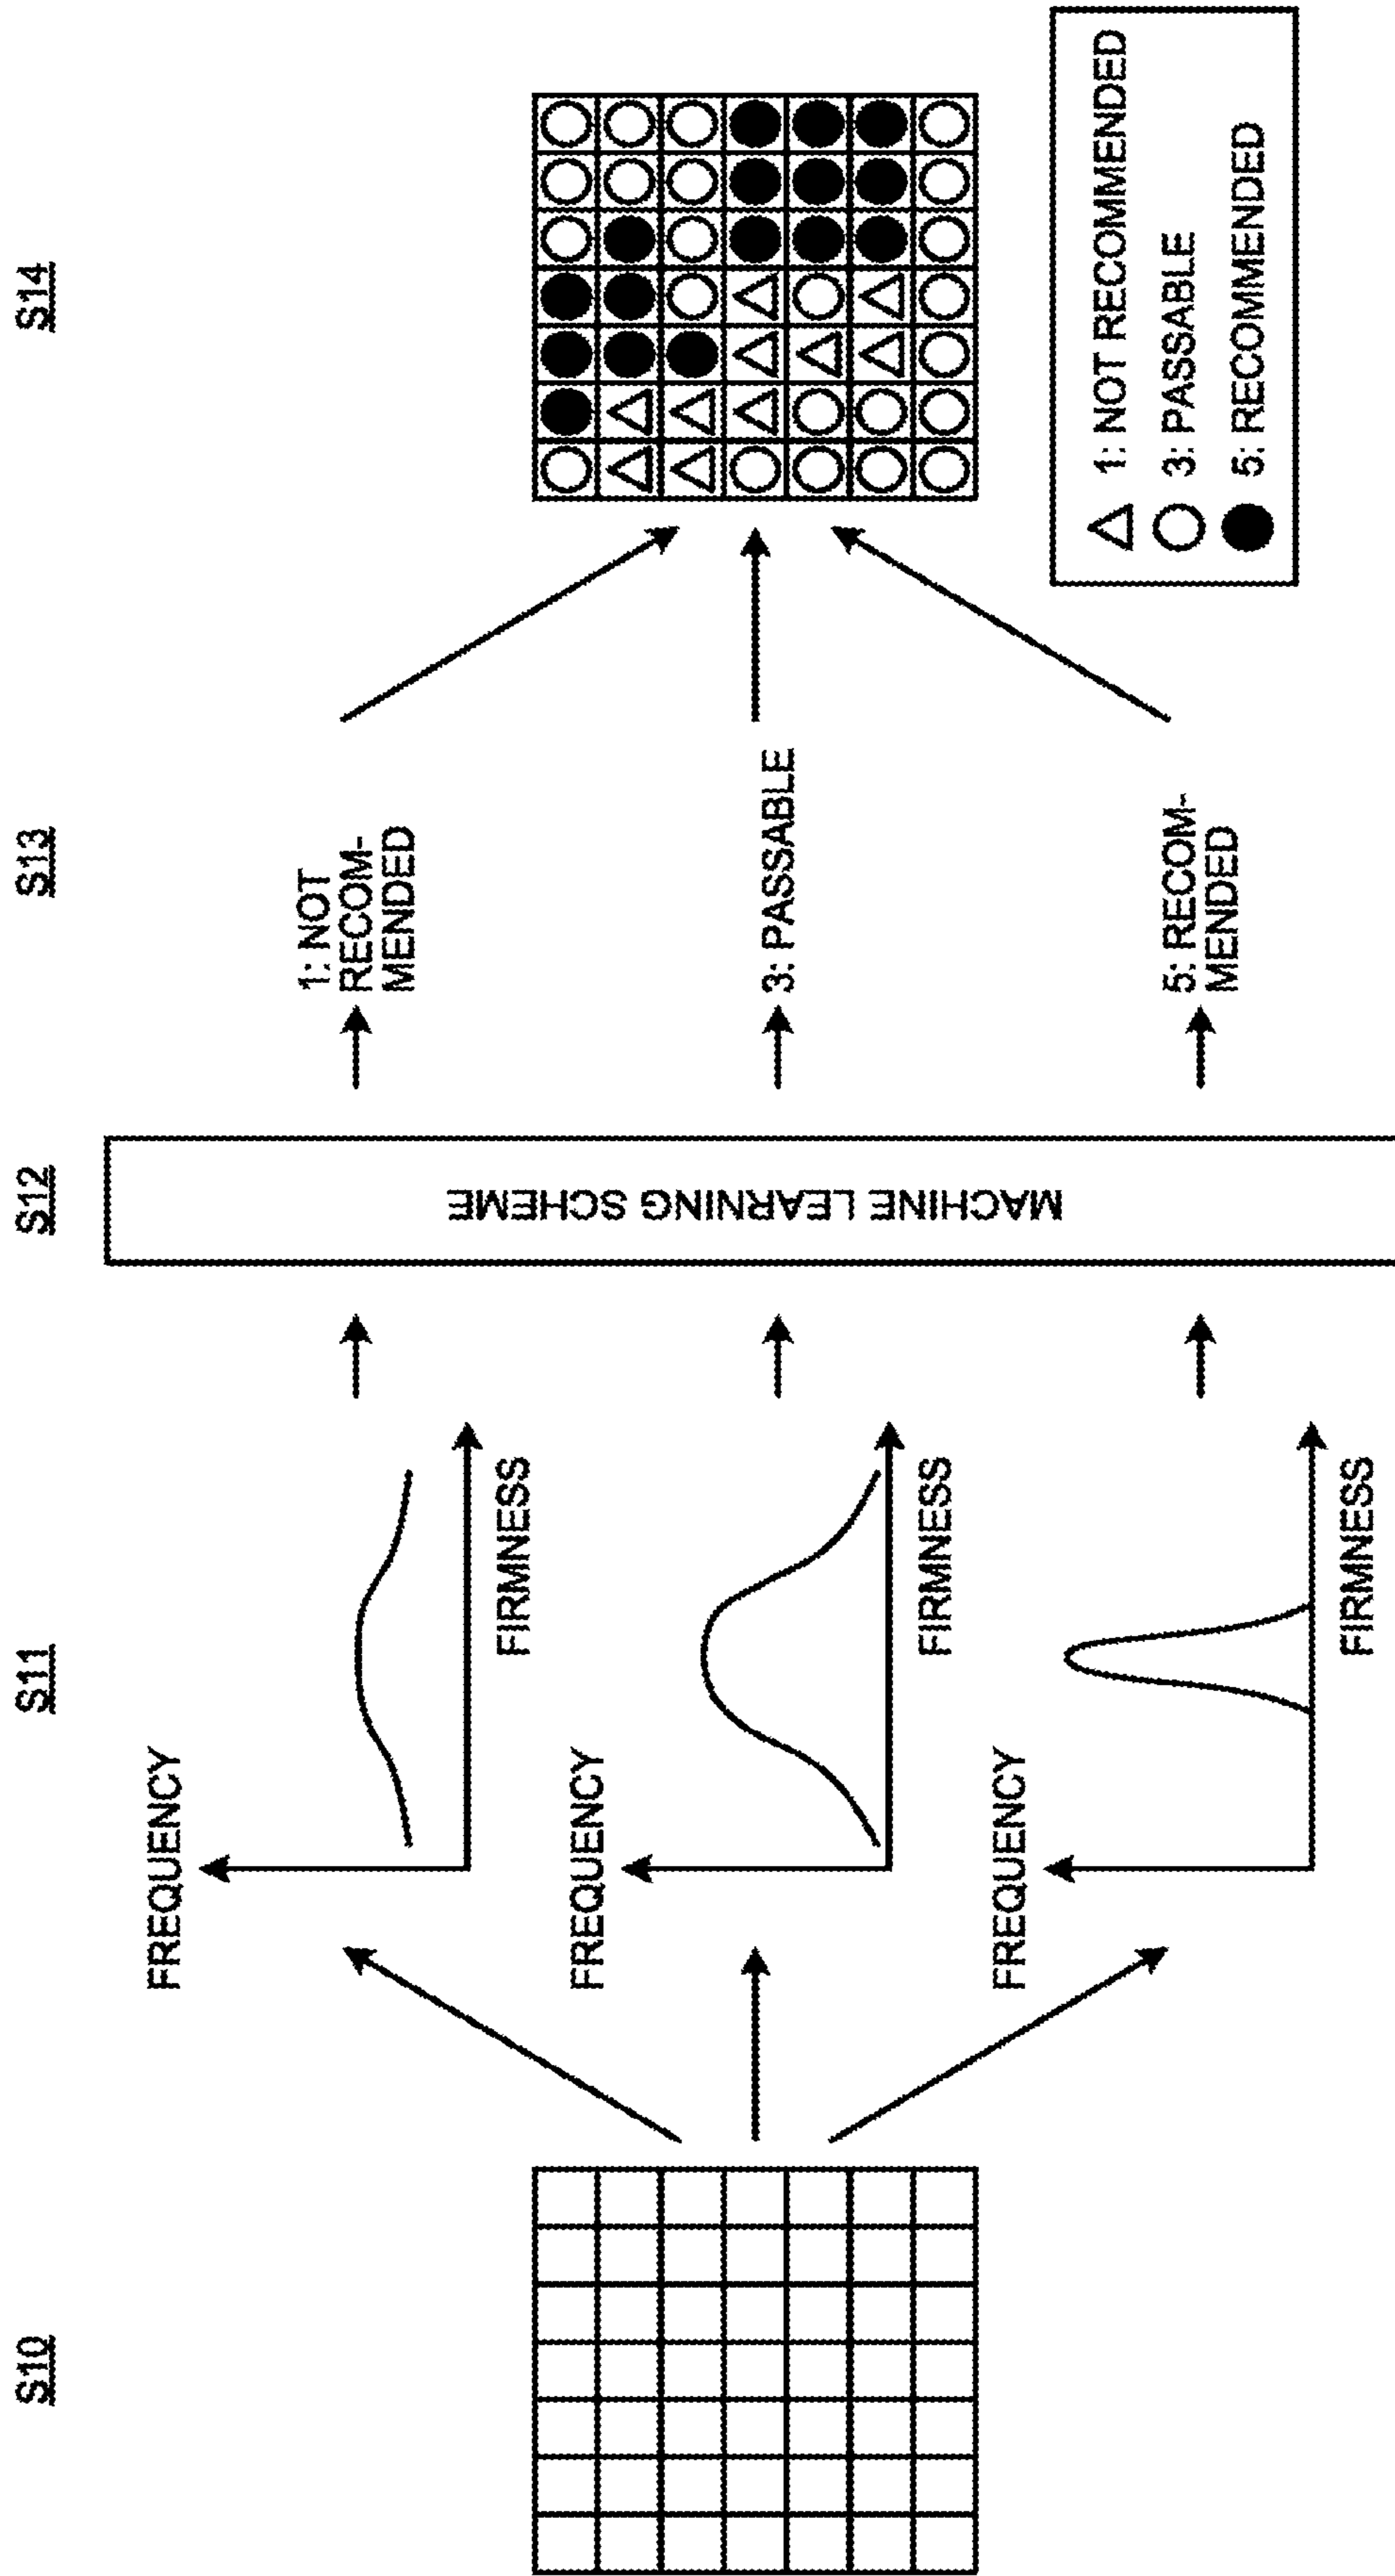 S10
S11
S12
S13
S14
FREQUENCY
FIRMNESS
FREQUENCY
FIRMNESS
FREQUENCY
FIRMNESS
MACHINE LEARNING SCHEME
1: NOT
RECOM-
MENDED
3: PASSABLE
5: RECOM-
MENDED
1: NOT RECOMMENDED
3: PASSABLE
5: RECOMMENDED